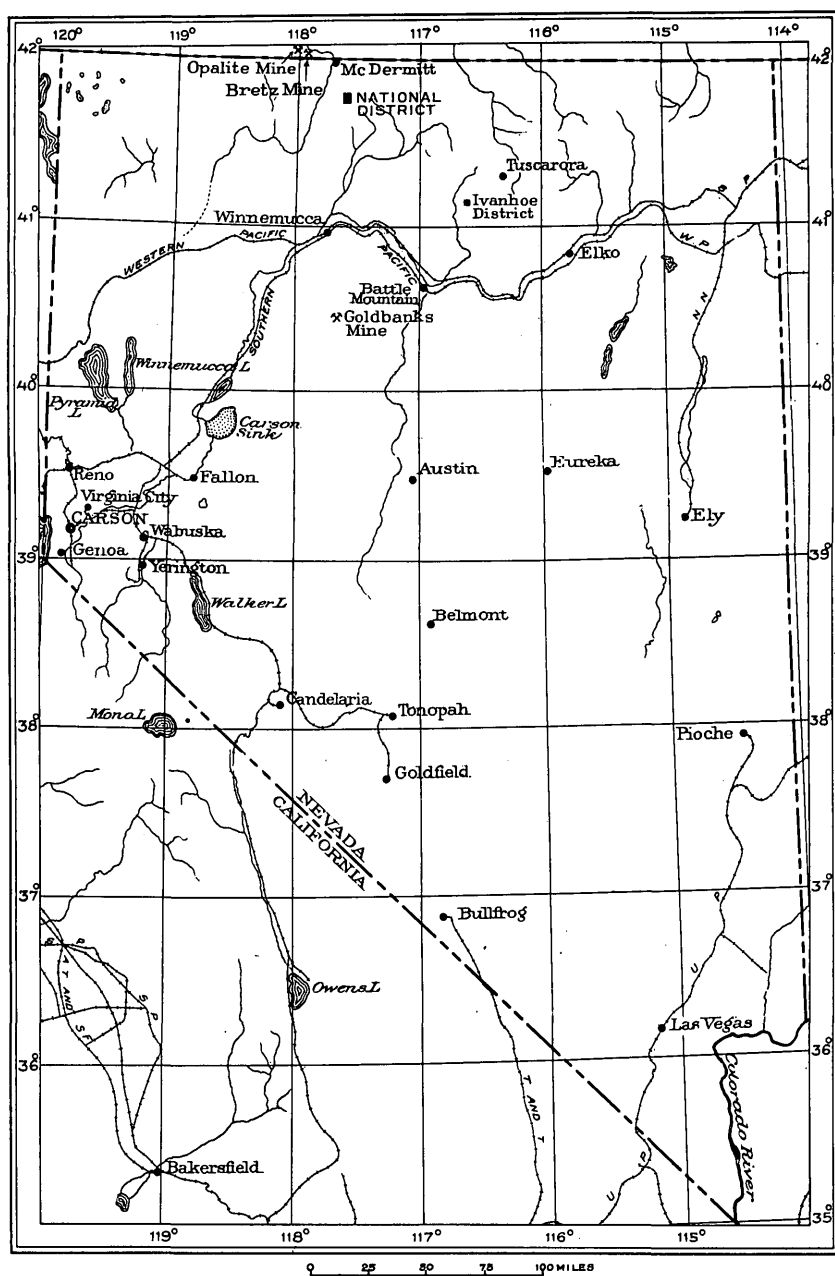 120° 119° 118° 117° 116° 115° 114°
42° 42°
Opalite Mine
Mc Dermitt
Bretz Mine
NATIONAL
DISTRICT
Tuscarora
Ivanhoe
District
S P
41° 41°
Winnemucca
WESTERN PACIFIC
W P
PACIFIC
Elko
Battle
Mountain
SOUTHERN
Goldbanks
Mine
N N
Winnemucca L
40° 40°
Pyramid
L
Carson
Sink
Reno
Fallon
Austin
Eureka
Virginia City
CARSON
Wabuska
Ely
Genoa
39° 39°
Yerington
Walker L
Belmont
Candelaria
Tonopah
Mono L
38° 38°
Pioche
Goldfield
NEVADA
CALIFORNIA
37° 37°
Bullfrog
S P
A T AND S F
S P
Owens L
U P
Las Vegas
36° 36°
T AND T
Colorado River
Bakersfield
U P
35°
119° 118° 117° 116° 115°
0 25 50 75 100 MILES